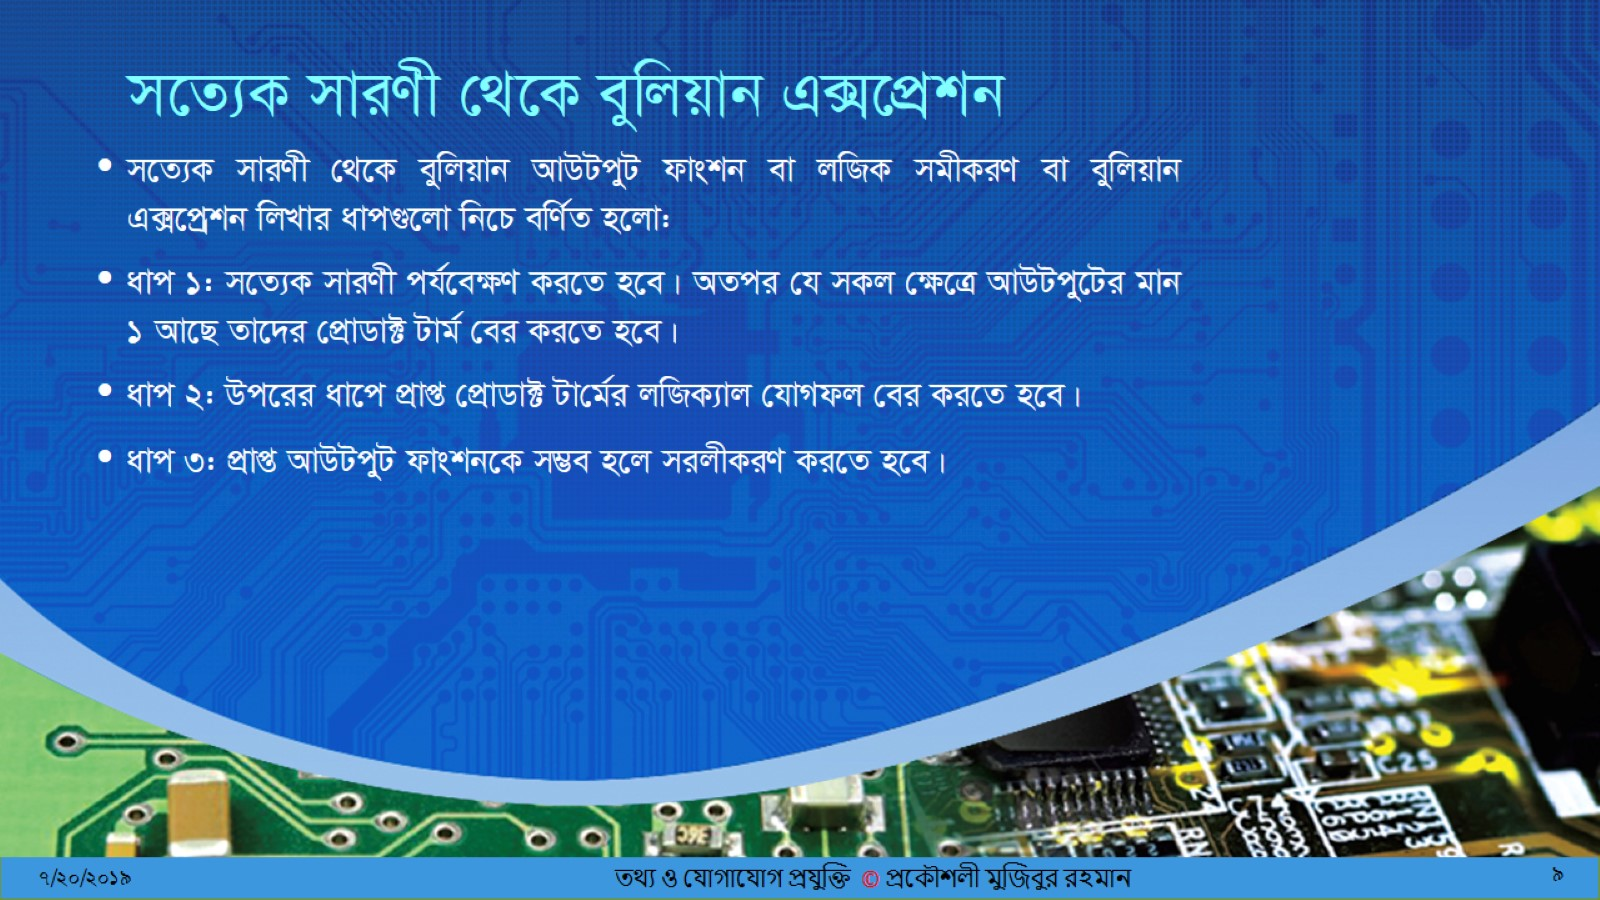 সত্যেক সারণী থেকে বুলিয়ান এক্সপ্রেশন
• সত্যেক সারণী থেকে বুলিয়ান আউটপুট ফাংশন বা লজিক সমীকরণ বা বুলিয়ান
এক্সপ্রেশন লিখার ধাপগুলো নিচে বর্ণিত হলো:
• ধাপ ১: সত্যেক সারণী পর্যবেক্ষণ করতে হবে। অতপর যে সকল ক্ষেত্রে আউটপুটের মান
১ আছে তাদের প্রোডাক্ট টার্ম বের করতে হবে।
• ধাপ ২: উপরের ধাপে প্রাপ্ত প্রোডাক্ট টার্মের লজিক্যাল যোগফল বের করতে হবে।
• ধাপ ৩: প্রাপ্ত আউটপুট ফাংশনকে সম্ভব হলে সরলীকরণ করতে হবে।
C25
৭/২০/২০১৯
তথ্য ও যোগাযোগ প্রযুক্তি © প্রকৌশলী মুজিবুর রহমান
৯